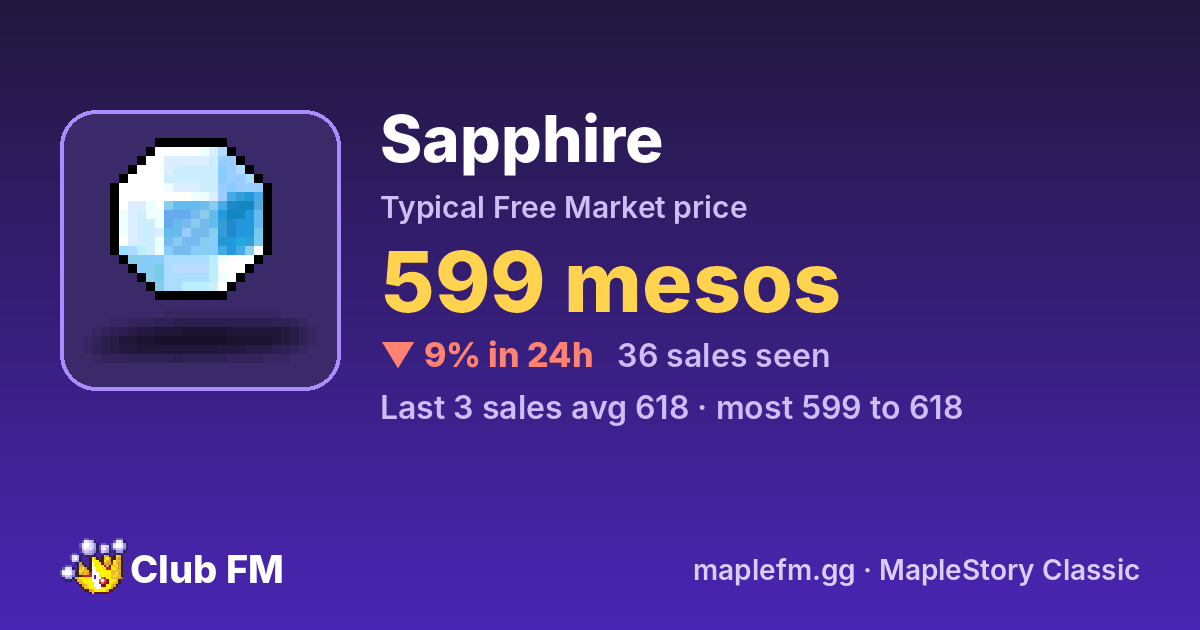 Sapphire
Typical Free Market price
599 mesos
▼ 9% in 24h 36 sales seen
Last 3 sales avg 618 · most 599 to 618
Club FM
maplefm.gg · MapleStory Classic